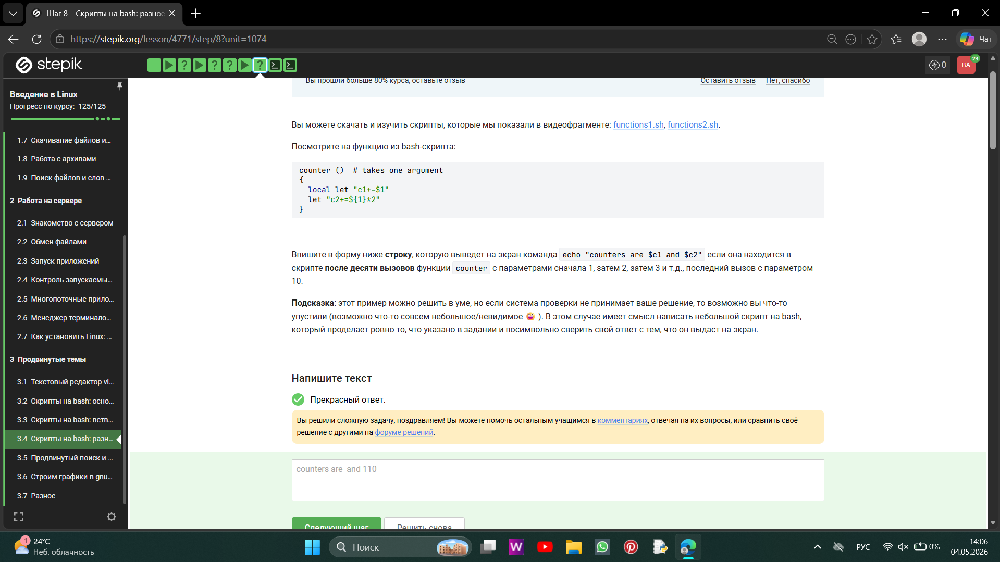 Шаг 8 – Скрипты на bash: разное
https://stepik.org/lesson/4771/step/8?unit=1074
Чат
stepik
0
ВА
24
Введение в Linux
Прогресс по курсу: 125/125
1.7 Скачивание файлов и...
1.8 Работа с архивами
1.9 Поиск файлов и слов ...
2 Работа на сервере
2.1 Знакомство с сервером
2.2 Обмен файлами
2.3 Запуск приложений
2.4 Контроль запускаемы...
2.5 Многопоточные прило...
2.6 Менеджер терминало...
2.7 Как установить Linux: ...
3 Продвинутые темы
3.1 Текстовый редактор vi...
3.2 Скрипты на bash: осно...
3.3 Скрипты на bash: ветв...
3.4 Скрипты на bash: разн...
3.5 Продвинутый поиск и ...
3.6 Строим графики в gnu...
3.7 Разное
Вы прошли больше 80% курса, оставьте отзыв
Оставить отзыв Нет, спасибо
Вы можете скачать и изучить скрипты, которые мы показали в видеофрагменте: functions1.sh, functions2.sh.
Посмотрите на функцию из bash-скрипта:
counter () # takes one argument
{
local let "c1+=$1"
let "c2+=${1}*2"
}
Впишите в форму ниже строку, которую выведет на экран команда echo "counters are $c1 and $c2" если она находится в
скрипте после десяти вызовов функции counter с параметрами сначала 1, затем 2, затем 3 и т.д., последний вызов с параметром
10.
Подсказка: этот пример можно решить в уме, но если система проверки не принимает ваше решение, то возможно вы что-то
упустили (возможно что-то совсем небольшое/невидимое 😀 ). В этом случае имеет смысл написать небольшой скрипт на bash,
который проделает ровно то, что указано в задании и посимвольно сверить свой ответ с тем, что он выдаст на экран.
Напишите текст
Прекрасный ответ.
Вы решили сложную задачу, поздравляем! Вы можете помочь остальным учащимся в комментариях, отвечая на их вопросы, или сравнить своё
решение с другими на форуме решений.
counters are  and 110
Следующий шаг
Решить снова
1
24°C
Неб. облачность
Поиск
РУС
0%
14:06
04.05.2026